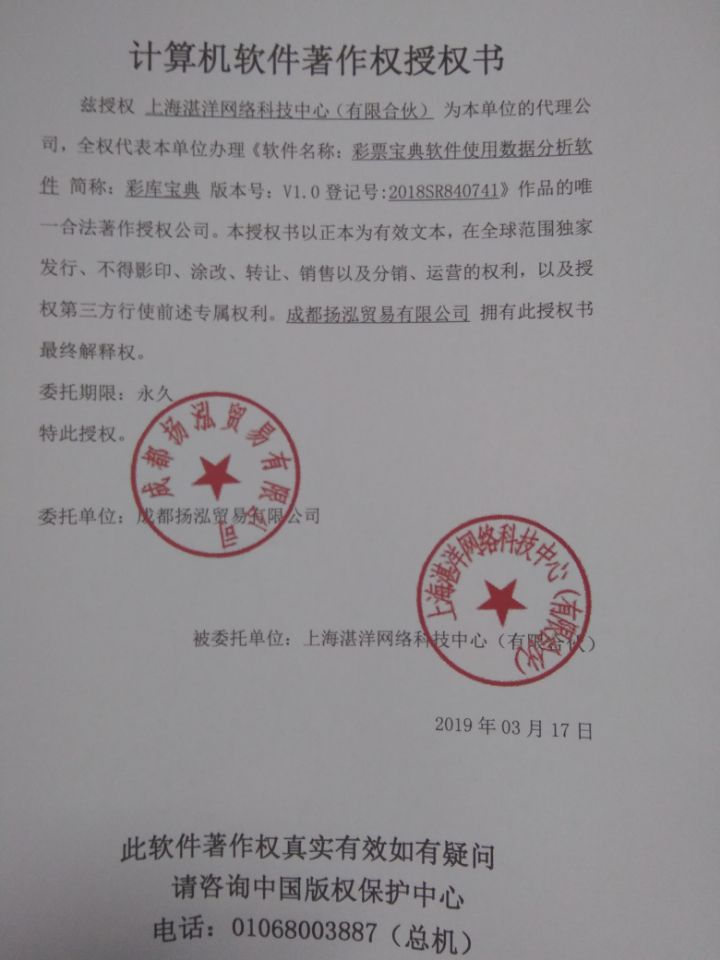 计算机软件著作权授权书
兹授权 上海湛洋网络科技中心（有限合伙） 为本单位的代理公
司，全权代表本单位办理《软件名称：彩票宝典软件使用数据分析软
件 简称：彩库宝典 版本号：V1.0 登记号:2018SR840741》作品的唯
一合法著作授权公司。本授权书以正本为有效文本，在全球范围独家
发行、不得影印、涂改、转让、销售以及分销、运营的权利，以及授
权第三方行使前述专属权利。成都扬泓贸易有限公司 拥有此授权书
最终解释权。
委托期限：永久
特此授权。
成都扬泓贸易有限公司
委托单位：成都扬泓贸易有限公司
上海湛洋网络科技中心（有限合伙）
被委托单位：上海湛洋网络科技中心（有限合伙）
2019 年 03 月 17 日
此软件著作权真实有效如有疑问
请咨询中国版权保护中心
电话：01068003887（总机）